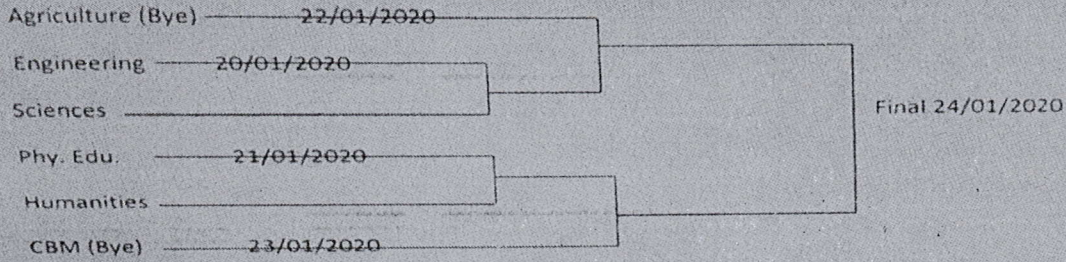 Agriculture (Bye) 22/01/2020
Engineering 20/01/2020
Sciences
Final 24/01/2020
Phy. Edu. 21/01/2020
Humanities
CBM (Bye) 23/01/2020